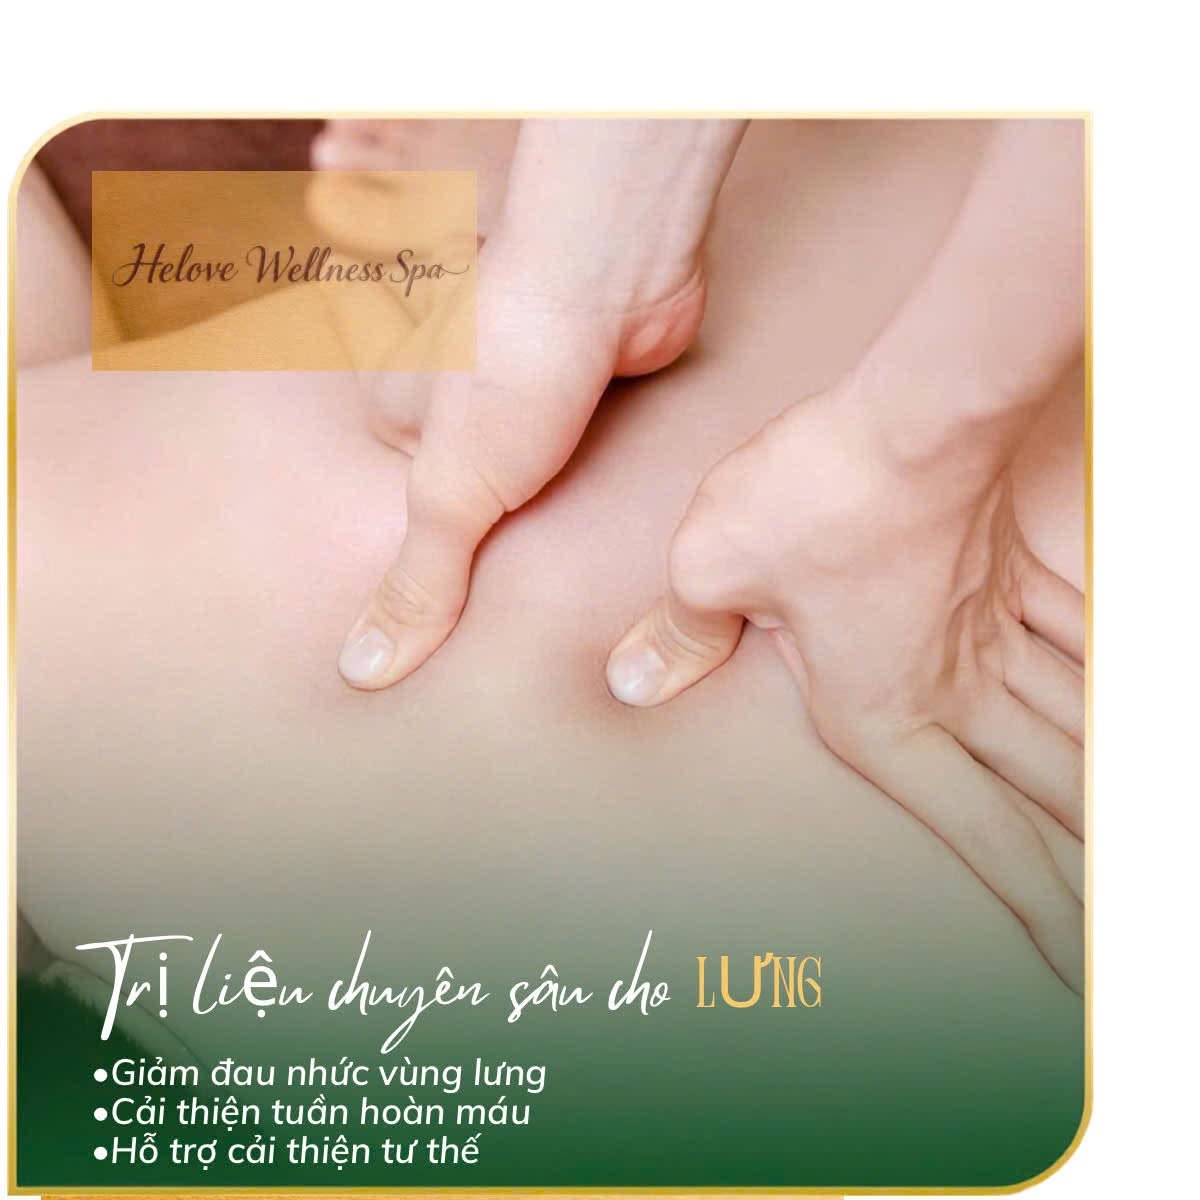 Helove Wellness Spa
Trị liệu chuyên sâu cho LƯNG
•Giảm đau nhức vùng lưng
•Cải thiện tuần hoàn máu
•Hỗ trợ cải thiện tư thế